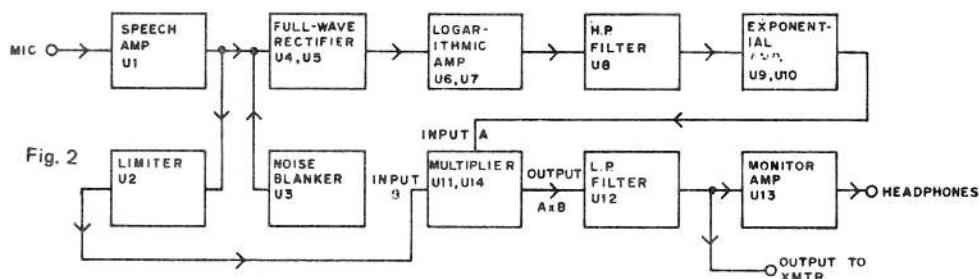 MIC
SPEECH
AMP
U1
FULL-WAVE
RECTIFIER
U4, U5
LOGAR-
ITHMIC
AMP
U6, U7
H.P.
FILTER
U8
EXPONENT-
IAL
U9, U10
Fig. 2
LIMITER
U2
NOISE
BLANKER
U3
INPUT
B
INPUT A
MULTIPLIER
U11, U14
OUTPUT
AxB
L.P.
FILTER
U12
MONITOR
AMP
U13
HEADPHONES
OUTPUT TO
XMTR